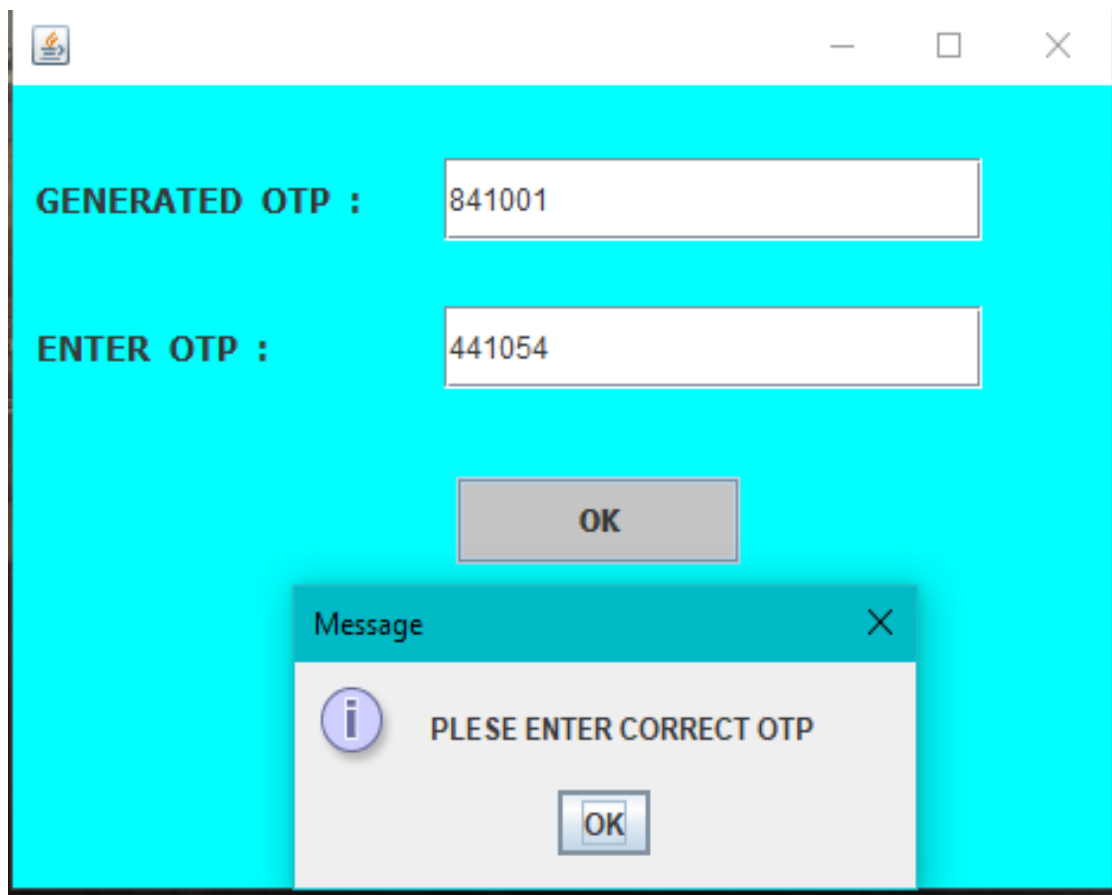 GENERATED OTP : 841001
ENTER OTP : 441054
OK
Message
PLESE ENTER CORRECT OTP
OK